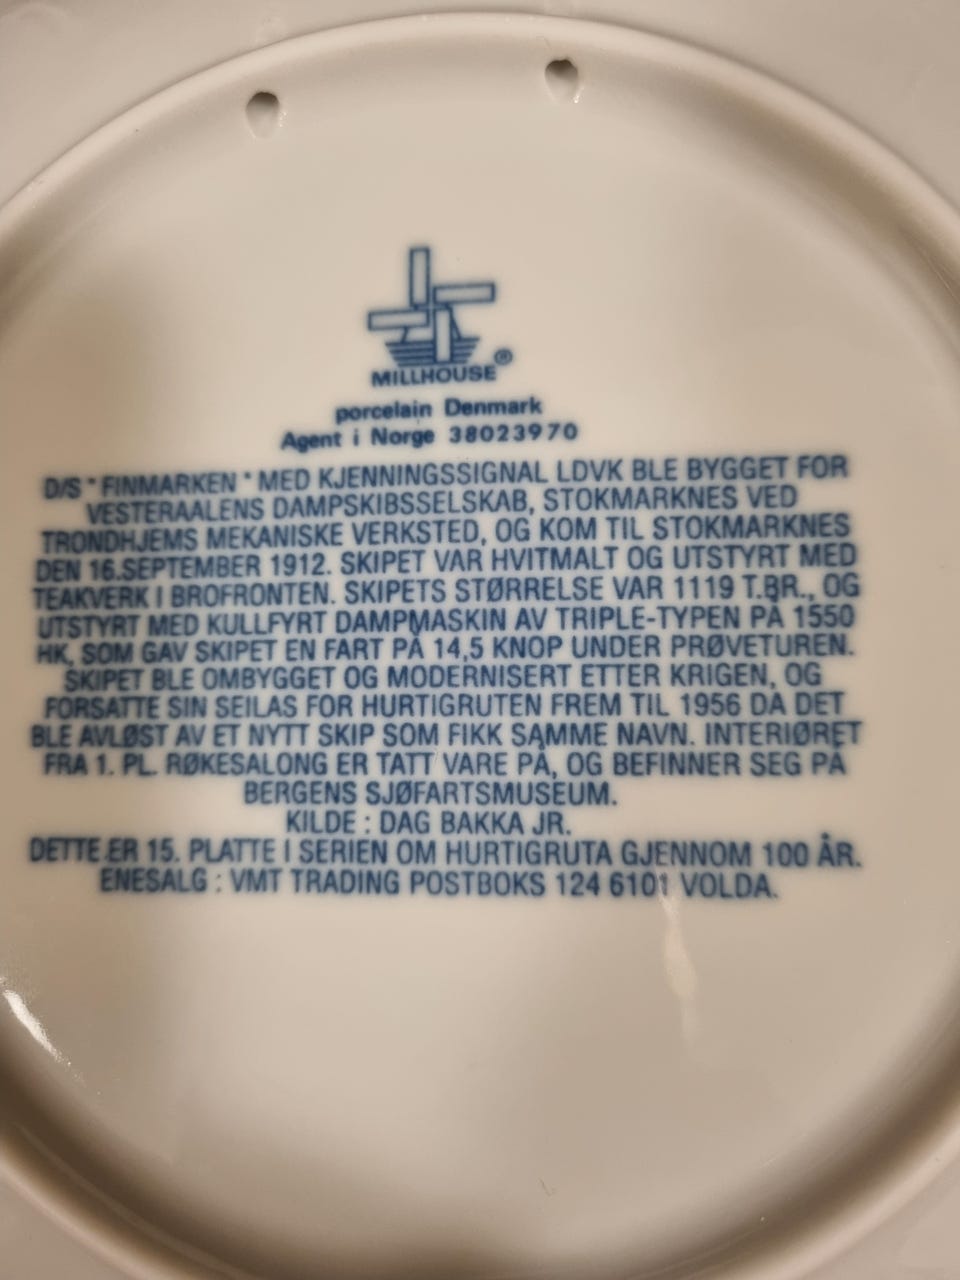 MILLHOUSE®
porcelain Denmark
Agent i Norge 38023970
D/S "FINMARKEN" MED KJENNINGSSIGNAL LDVK BLE BYGGET FOR
VESTERAALENS DAMPSKIBSSELSKAB, STOKMARKNES VED
TRONDHJEMS MEKANISKE VERKSTED, OG KOM TIL STOKMARKNES
DEN 16.SEPTEMBER 1912. SKIPET VAR HVITMALT OG UTSTYRT MED
TEAKVERK I BROFRONTEN. SKIPETS STØRRELSE VAR 1119 T.BR., OG
UTSTYRT MED KULLFYRT DAMPMASKIN AV TRIPLE-TYPEN PÅ 1550
HK, SOM GAV SKIPET EN FART PÅ 14,5 KNOP UNDER PRØVETUREN.
SKIPET BLE OMBYGGET OG MODERNISERT ETTER KRIGEN, OG
FORSATTE SIN SEILAS FOR HURTIGRUTEN FREM TIL 1956 DA DET
BLE AVLØST AV ET NYTT SKIP SOM FIKK SAMME NAVN. INTERIØRET
FRA 1. PL. RØKESALONG ER TATT VARE PÅ, OG BEFINNER SEG PÅ
BERGENS SJØFARTSMUSEUM.
KILDE : DAG BAKKA JR.
DETTE ER 15. PLATTE I SERIEN OM HURTIGRUTA GJENNOM 100 ÅR.
ENESALG : VMT TRADING POSTBOKS 124 6101 VOLDA.